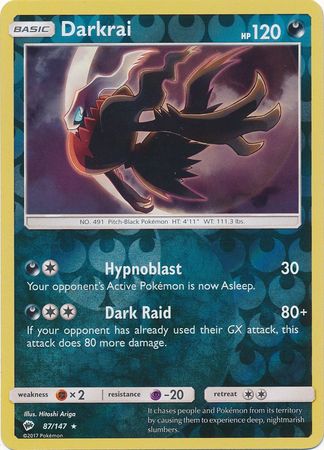 BASIC Darkrai HP 120
NO. 491 Pitch-Black Pokémon HT: 4'11" WT: 111.3 lbs.
Hypnoblast 30
Your opponent's Active Pokémon is now Asleep.
Dark Raid 80+
If your opponent has already used their GX attack, this
attack does 80 more damage.
weakness ×2 resistance -20 retreat
Illus. Hitoshi Ariga
87/147 ★
©2017 Pokémon
It chases people and Pokémon from its territory
by causing them to experience deep, nightmarish
slumbers.